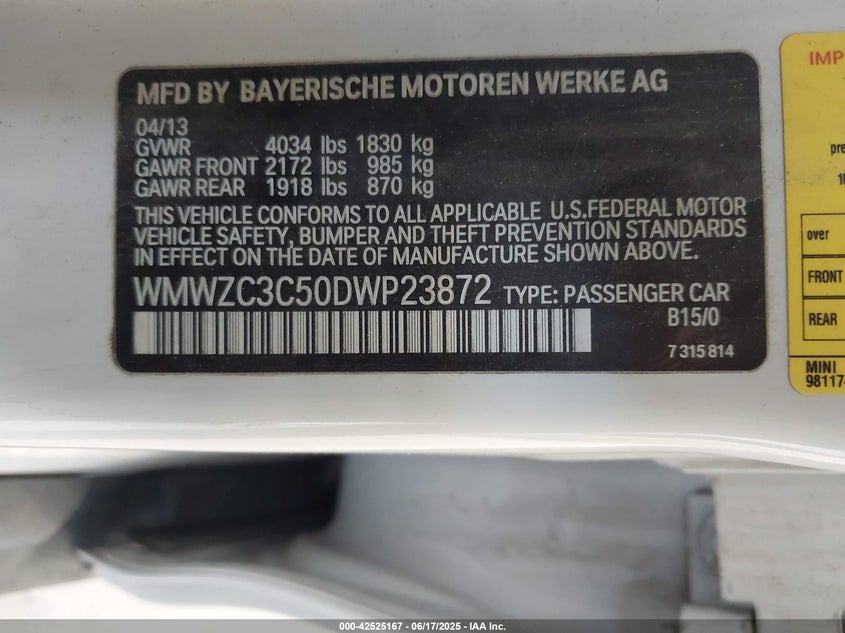 MFD BY BAYERISCHE MOTOREN WERKE AG
04/13
GVWR 4034 lbs 1830 kg
GAWR FRONT 2172 lbs 985 kg
GAWR REAR 1918 lbs 870 kg
THIS VEHICLE CONFORMS TO ALL APPLICABLE U.S.FEDERAL MOTOR
VEHICLE SAFETY, BUMPER AND THEFT PREVENTION STANDARDS
IN EFFECT ON THE DATE OF MANUFACTURE SHOWN ABOVE.
WMWZC3C50DWP23872 TYPE: PASSENGER CAR
B15/0
7 315 814
IMP
pre
10
over
FRONT
REAR
MINI
98117
000-42525167 - 06/17/2025 - IAA Inc.